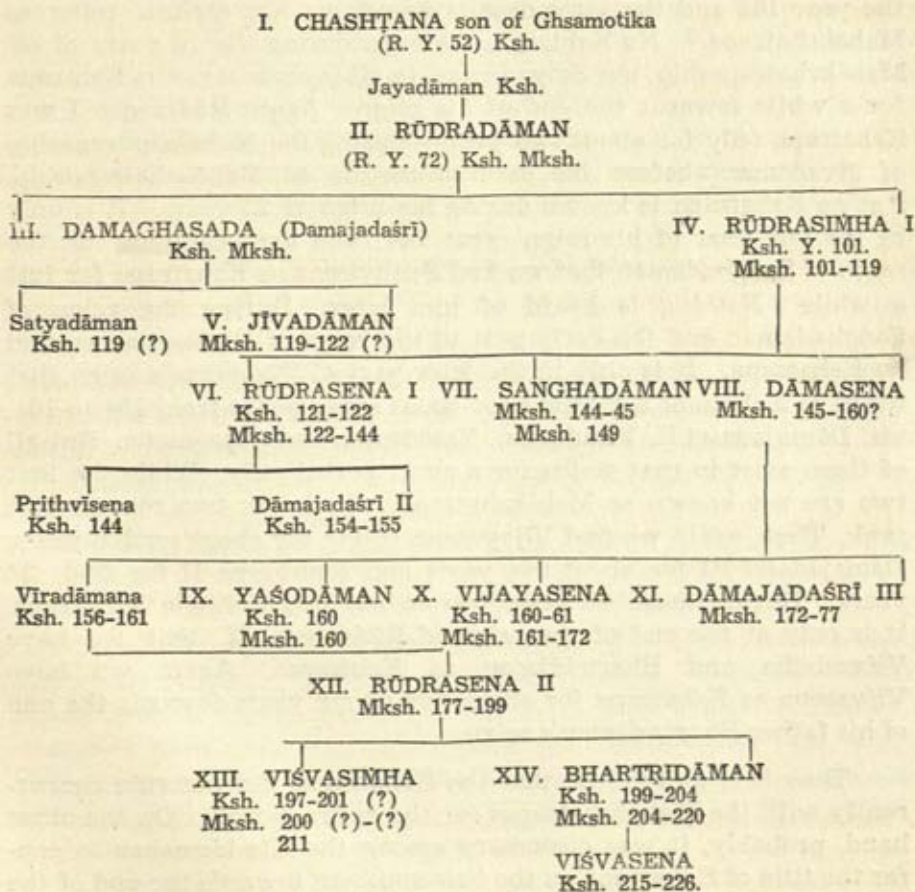 I. CHASHṬANA son of Ghsamotika
(R. Y. 52) Ksh.
Jayadāman Ksh.
II. RŪDRADĀMAN
(R. Y. 72) Ksh. Mksh.
III. DAMAGHASADA (Damajadaśrī)
Ksh. Mksh.
IV. RŪDRASIṀHA I
Ksh. Y. 101.
Mksh. 101-119
Satyadāman
Ksh. 119 (?)
V. JĪVADĀMAN
Mksh. 119-122 (?)
VI. RŪDRASENA I VII. SANGHADĀMAN VIII. DĀMASENA
Ksh. 121-122 Mksh. 144-45 Mksh. 145-160?
Mksh. 122-144 Mksh. 149
Prithvīsena Dāmajadaśrī II
Ksh. 144 Ksh. 154-155
Vīradāmana IX. YAŚODĀMAN X. VIJAYASENA XI. DĀMAJADAŚRĪ III
Ksh. 156-161 Ksh. 160 Ksh. 160-61 Mksh. 172-77
Mksh. 160 Mksh. 161-172
XII. RŪDRASENA II
Mksh. 177-199
XIII. VIŚVASIṀHA XIV. BHARTRIDĀMAN
Ksh. 197-201 (?) Ksh. 199-204
Mksh. 200 (?)-(?) Mksh. 204-220
211
VIŚVASENA
Ksh. 215-226.